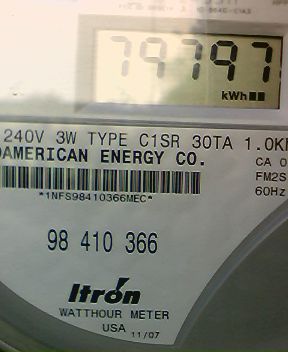 79797
kWh
240V 3W TYPE C1SR 30TA 1.0K
AMERICAN ENERGY CO.
CA 0
FM2S
60Hz
*1NFS98410366MEC*
98 410 366
Itrón
WATTHOUR METER
USA 11/07